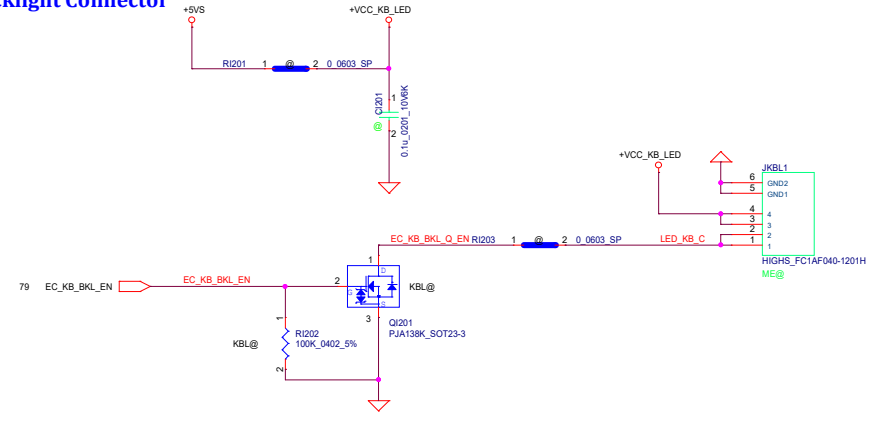 cklight Connector
+5VS
+VCC_KB_LED
RI201 1 @ 2 0_0603_SP
CI201
1
@
2
0.1u_0201_10V6K
+VCC_KB_LED
JKBL1
6 GND2
5 GND1
4 4
3 3
2 2
1 1
EC_KB_BKL_Q_EN RI203 1 @ 2 0_0603_SP LED_KB_C
HIGHS_FC1AF040-1201H
ME@
1
D
79 EC_KB_BKL_EN EC_KB_BKL_EN 2 G KBL@
S
3
QI201
PJA138K_SOT23-3
1
RI202
KBL@ 100K_0402_5%
2